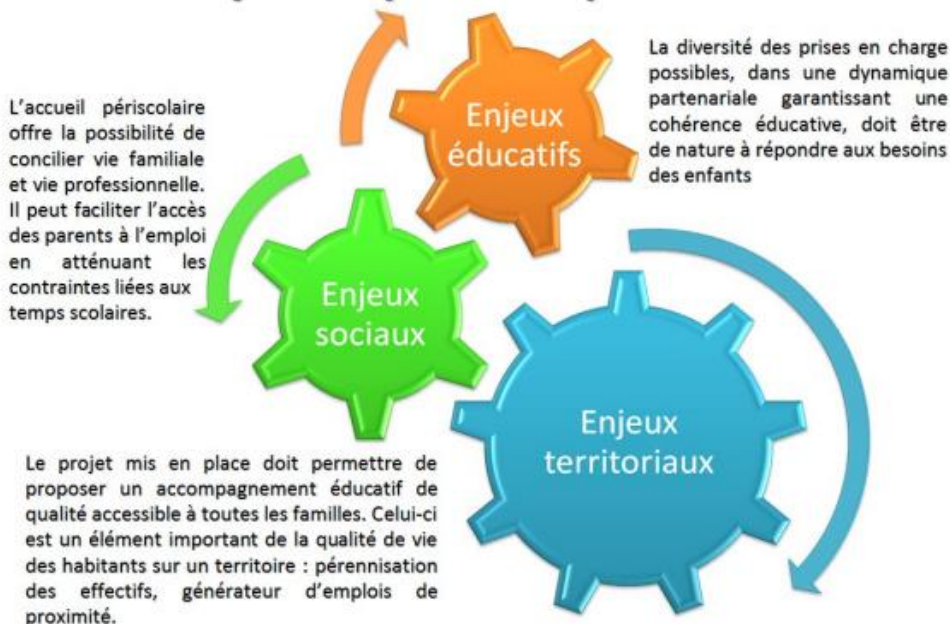 Enjeux
éducatifs
La diversité des prises en charge
possibles, dans une dynamique
partenariale garantissant une
cohérence éducative, doit être
de nature à répondre aux besoins
des enfants
L'accueil périscolaire
offre la possibilité de
concilier vie familiale
et vie professionnelle.
Il peut faciliter l'accès
des parents à l'emploi
en atténuant les
contraintes liées aux
temps scolaires.
Enjeux
sociaux
Enjeux
territoriaux
Le projet mis en place doit permettre de
proposer un accompagnement éducatif de
qualité accessible à toutes les familles. Celui-ci
est un élément important de la qualité de vie
des habitants sur un territoire : pérennisation
des effectifs, générateur d'emplois de
proximité.